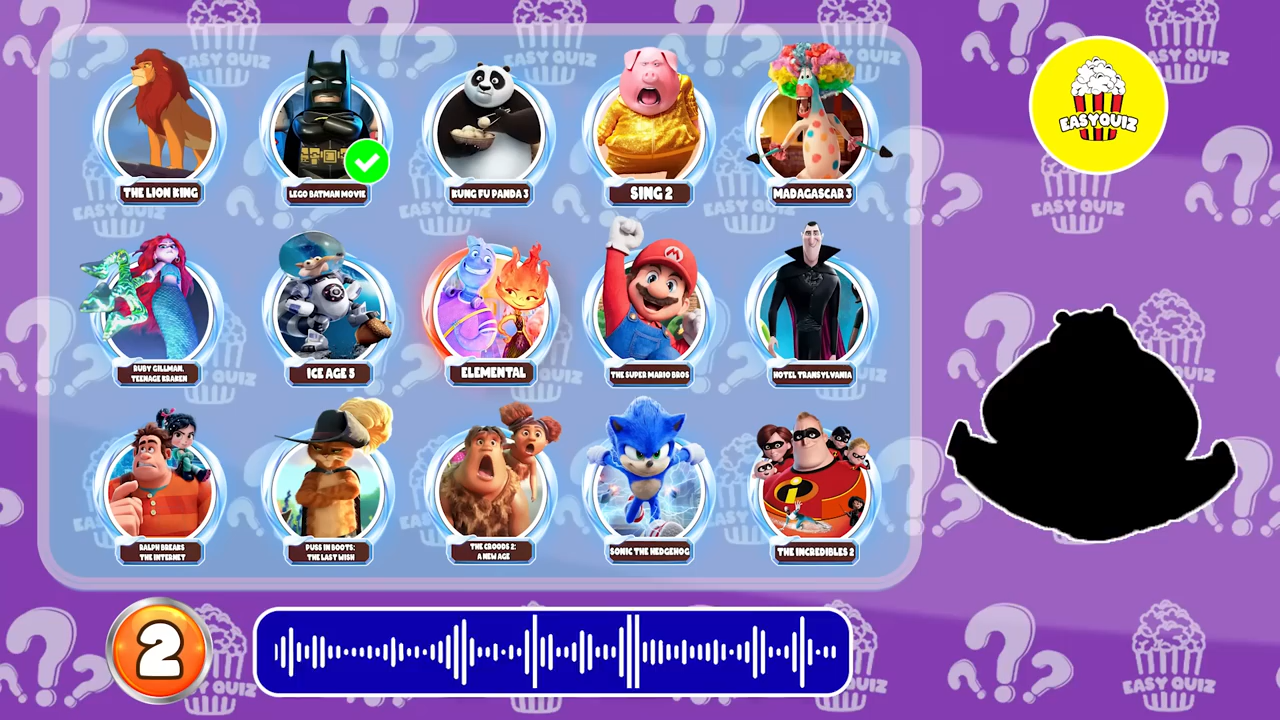 EASYQUIZ
THE LION KING
LEGO BATMAN MOVIE
KUNG FU PANDA 3
SING 2
MADAGASCAR 3
RUBY GILLMAN,
TEENAGE KRAKEN
ICE AGE 5
ELEMENTAL
THE SUPER MARIO BROS
HOTEL TRANSYLVANIA
RALPH BREAKS
THE INTERNET
PUSS IN BOOTS:
THE LAST WISH
THE CROODS 2:
A NEW AGE
SONIC THE HEDGEHOG
THE INCREDIBLES 2
2